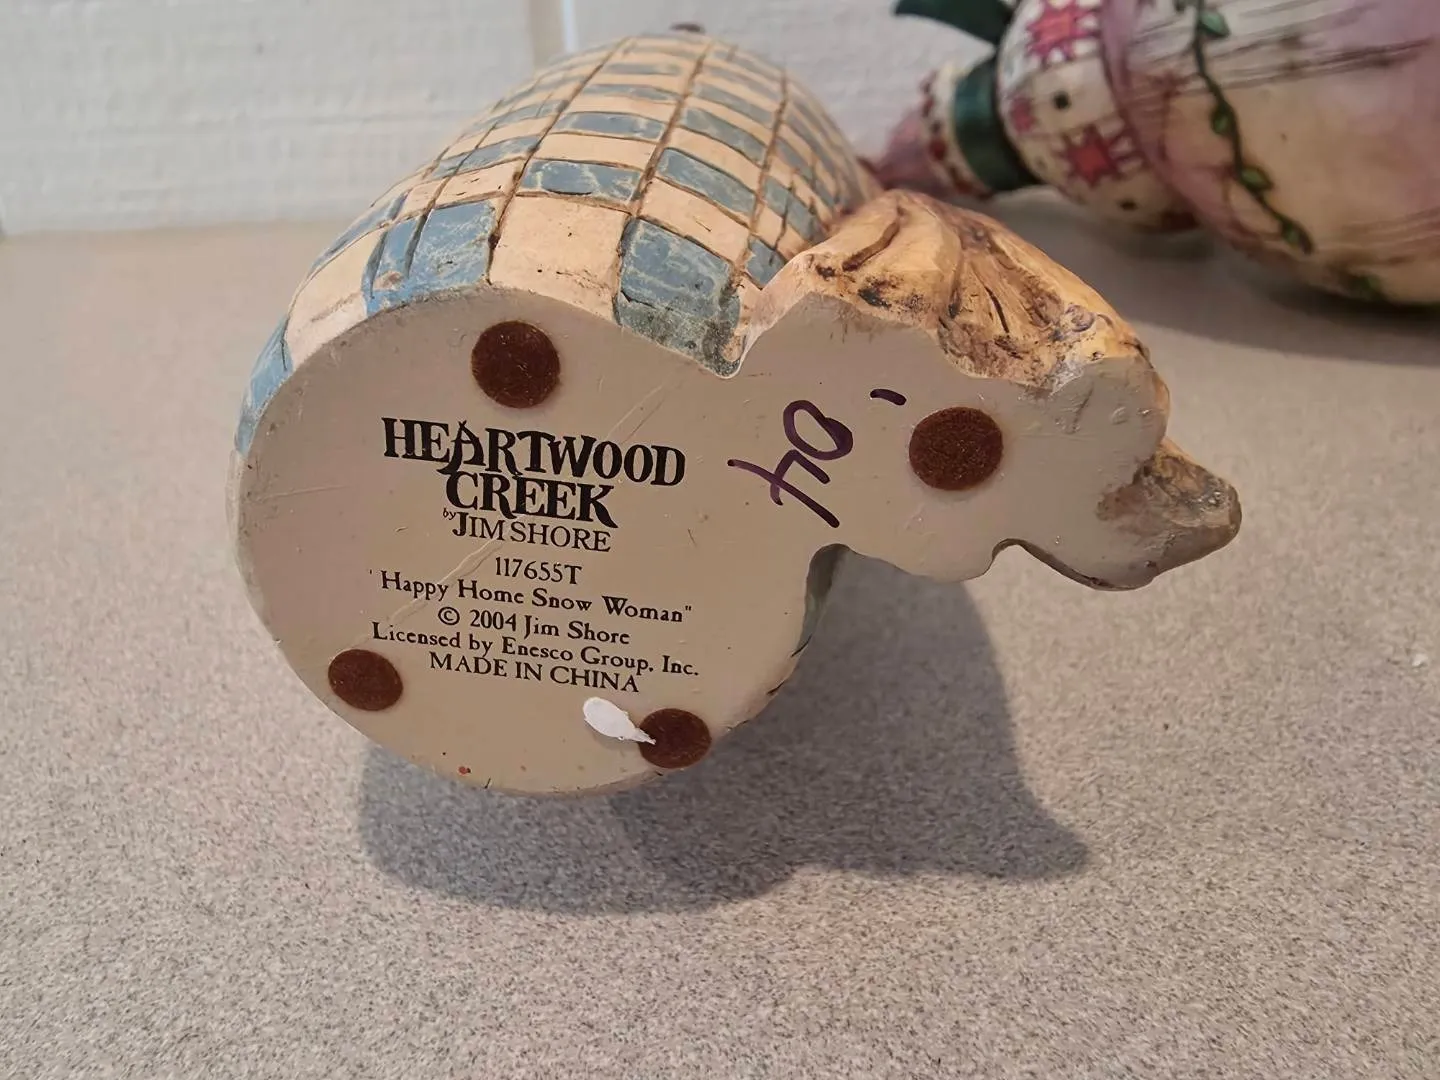 HEARTWOOD
CREEK
by JIM SHORE
117655T
'Happy Home Snow Woman"
© 2004 Jim Shore
Licensed by Enesco Group, Inc.
MADE IN CHINA
04'